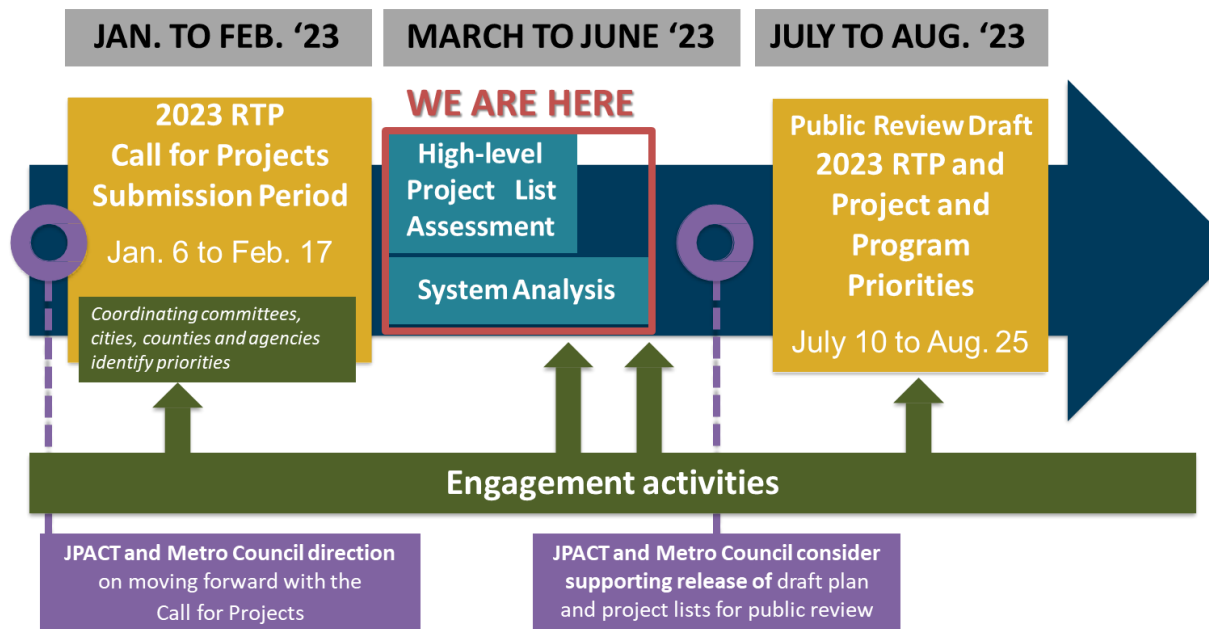 JAN. TO FEB. ‘23
MARCH TO JUNE ‘23
JULY TO AUG. ‘23
2023 RTP
Call for Projects
Submission Period
Jan. 6 to Feb. 17
Coordinating committees,
cities, counties and agencies
identify priorities
WE ARE HERE
High-level
Project List
Assessment
System Analysis
Public Review Draft
2023 RTP and
Project and
Program
Priorities
July 10 to Aug. 25
Engagement activities
JPACT and Metro Council direction
on moving forward with the
Call for Projects
JPACT and Metro Council consider
supporting release of draft plan
and project lists for public review